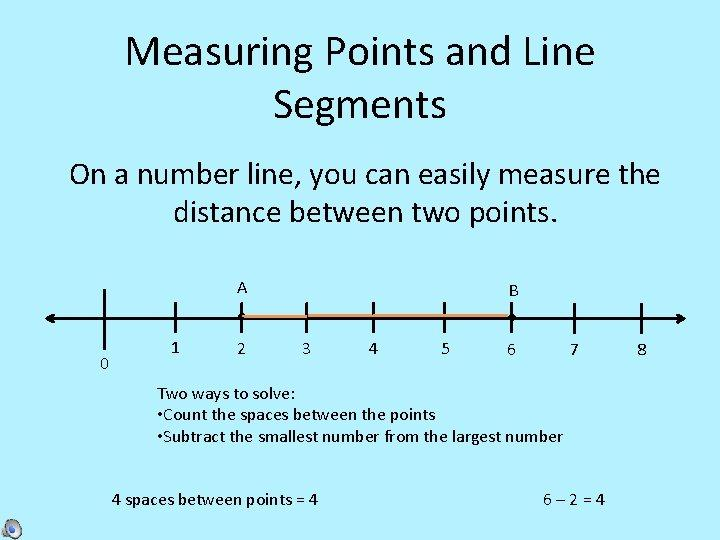 Measuring Points and Line
Segments
On a number line, you can easily measure the
distance between two points.
A B
0 1 2 3 4 5 6 7 8
Two ways to solve:
•Count the spaces between the points
•Subtract the smallest number from the largest number
4 spaces between points = 4 6 – 2 = 4